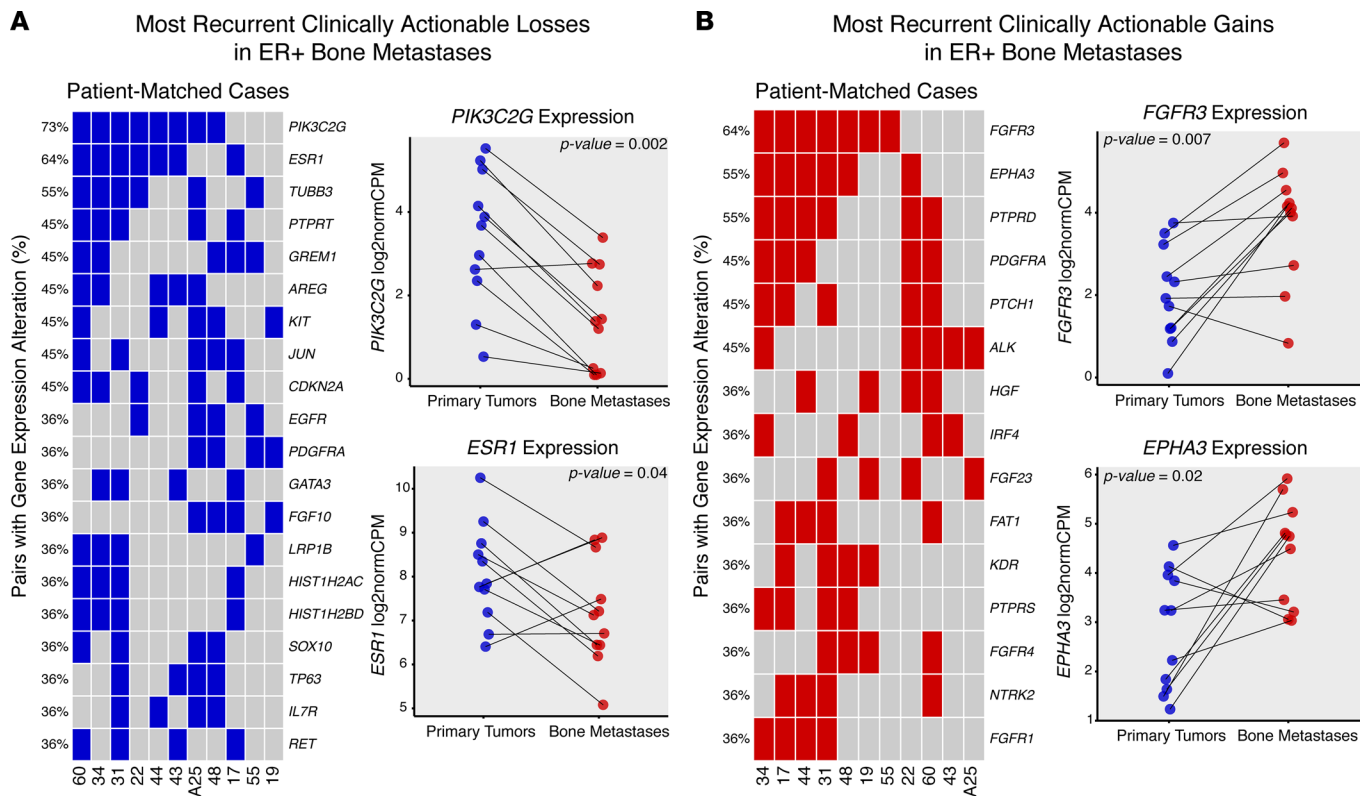 A
Most Recurrent Clinically Actionable Losses
in ER+ Bone Metastases
Patient-Matched Cases
Pairs with Gene Expression Alteration (%)
73% PIK3C2G
64% ESR1
55% TUBB3
45% PTPRT
45% GREM1
45% AREG
45% KIT
45% JUN
45% CDKN2A
36% EGFR
36% PDGFRA
36% GATA3
36% FGF10
36% LRP1B
36% HIST1H2AC
36% HIST1H2BD
36% SOX10
36% TP63
36% IL7R
36% RET
60 34 31 22 44 43 A25 48 17 55 19
PIK3C2G Expression
p-value = 0.002
PIK3C2G log2normCPM
4
2
0
Primary Tumors Bone Metastases
ESR1 Expression
p-value = 0.04
ESR1 log2normCPM
10
9
8
7
6
5
Primary Tumors Bone Metastases
B
Most Recurrent Clinically Actionable Gains
in ER+ Bone Metastases
Patient-Matched Cases
Pairs with Gene Expression Alteration (%)
64% FGFR3
55% EPHA3
55% PTPRD
45% PDGFRA
45% PTCH1
45% ALK
36% HGF
36% IRF4
36% FGF23
36% FAT1
36% KDR
36% PTPRS
36% FGFR4
36% NTRK2
36% FGFR1
34 17 44 31 48 19 55 22 60 43 A25
FGFR3 Expression
p-value = 0.007
FGFR3 log2normCPM
4
2
0
Primary Tumors Bone Metastases
EPHA3 Expression
p-value = 0.02
EPHA3 log2normCPM
6
5
4
3
2
1
Primary Tumors Bone Metastases